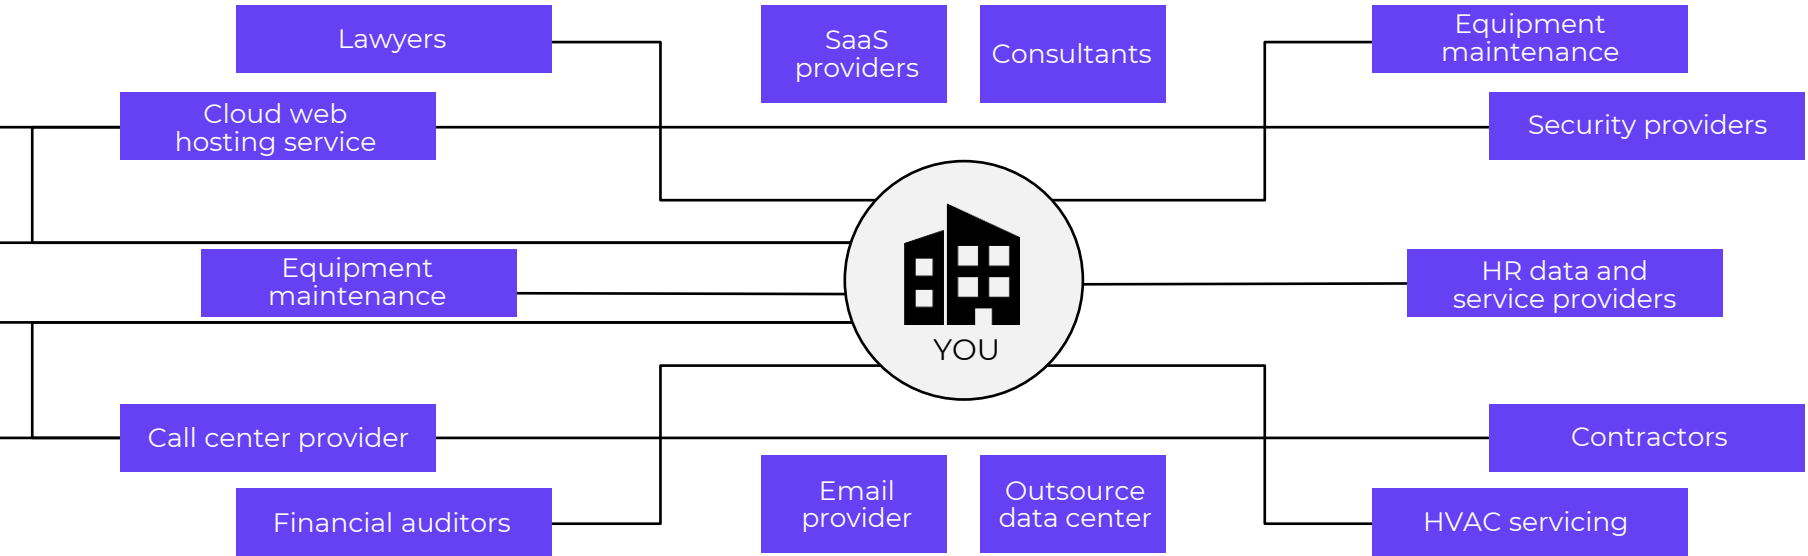 Lawyers
SaaS
providers
Consultants
Equipment
maintenance
Cloud web
hosting service
Security providers
Equipment
maintenance
YOU
HR data and
service providers
Call center provider
Contractors
Financial auditors
Email
provider
Outsource
data center
HVAC servicing